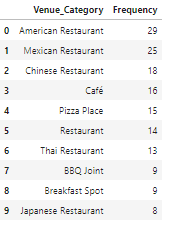 Venue_Category Frequency
0 American Restaurant 29
1 Mexican Restaurant 25
2 Chinese Restaurant 18
3 Café 16
4 Pizza Place 15
5 Restaurant 14
6 Thai Restaurant 13
7 BBQ Joint 9
8 Breakfast Spot 9
9 Japanese Restaurant 8